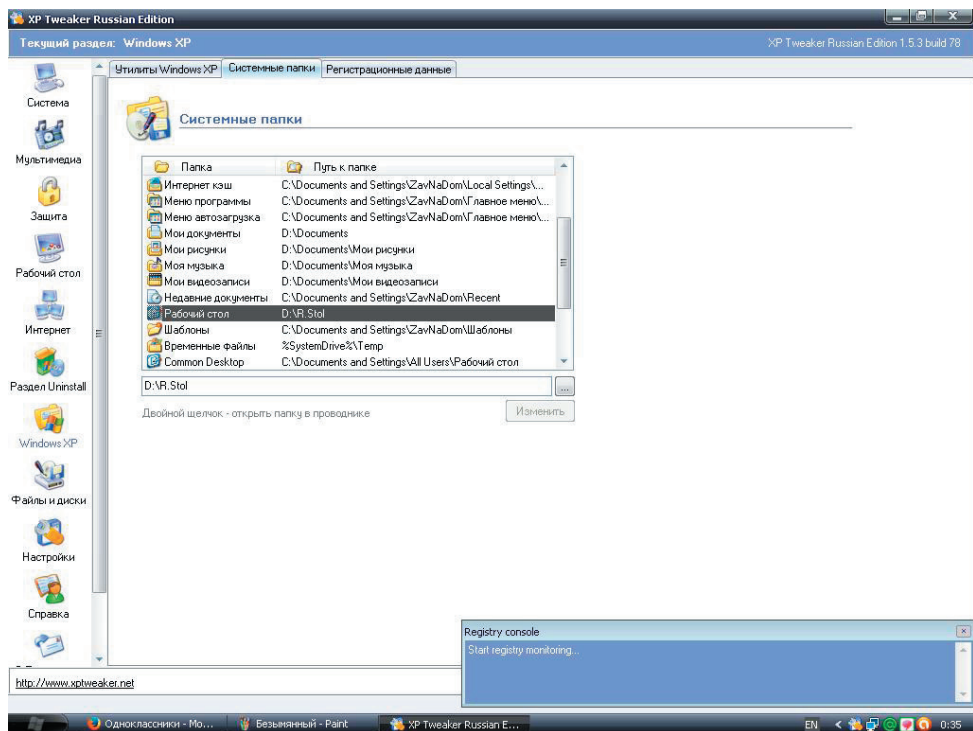 XP Tweaker Russian Edition
Текущий раздел: Windows XP
XP Tweaker Russian Edition 1.5.3 build 78
Система
Мультимедиа
Защита
Рабочий стол
Интернет
Раздел Uninstall
Windows XP
Файлы и диски
Настройки
Справка
Утилиты Windows XP
Системные папки
Регистрационные данные
Системные папки
Папка Путь к папке
Интернет кэш C:\Documents and Settings\ZavNaDom\Local Settings\...
Меню программы C:\Documents and Settings\ZavNaDom\Главное меню\...
Меню автозагрузка C:\Documents and Settings\ZavNaDom\Главное меню\...
Мои документы D:\Documents
Мои рисунки D:\Documents\Мои рисунки
Моя музыка D:\Documents\Моя музыка
Мои видеозаписи D:\Documents\Мои видеозаписи
Недавние документы C:\Documents and Settings\ZavNaDom\Recent
Рабочий стол D:\R.Stol
Шаблоны C:\Documents and Settings\ZavNaDom\Шаблоны
Временные файлы %SystemDrive%\Temp
Common Desktop C:\Documents and Settings\All Users\Рабочий стол
D:\R.Stol
...
Двойной щелчок - открыть папку в проводнике
Изменить
Registry console
Start registry monitoring...
http://www.xptweaker.net
Одноклассники - Mo...
Безымянный - Paint
XP Tweaker Russian E...
EN
0:35